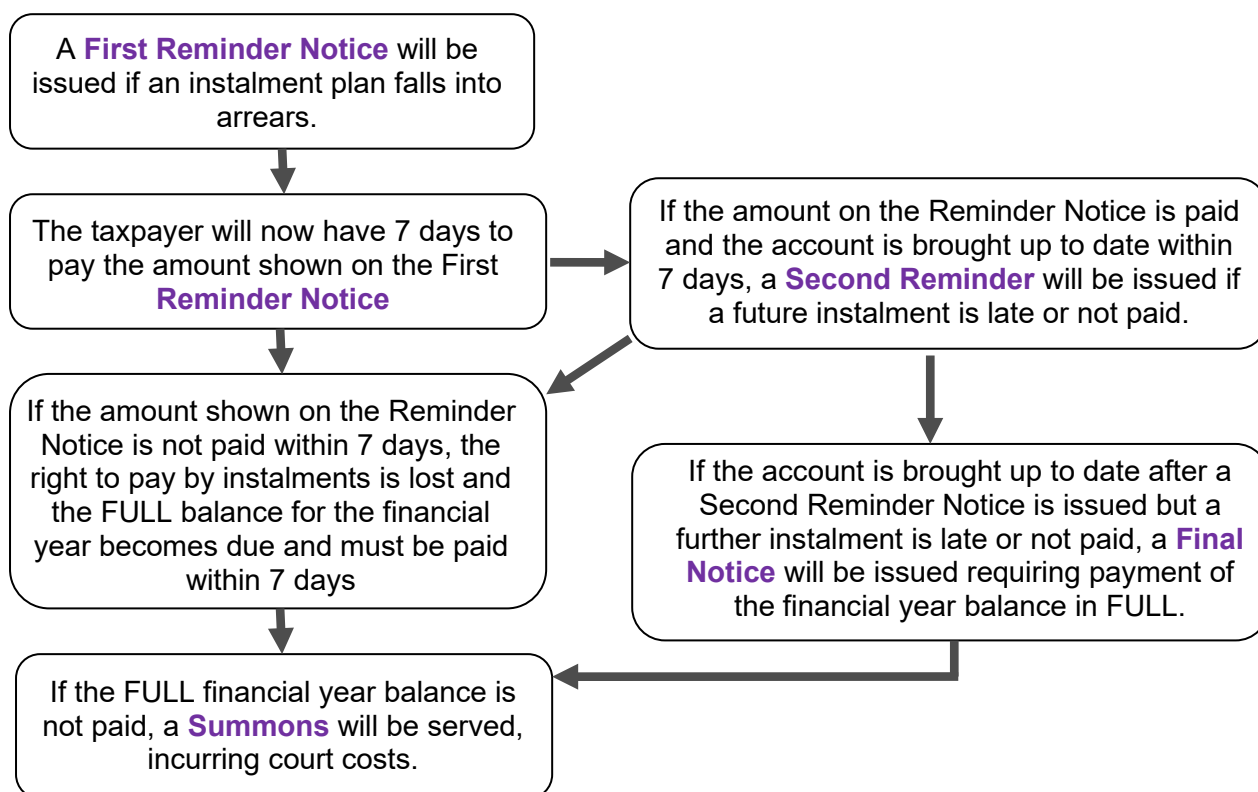 A First Reminder Notice will be
issued if an instalment plan falls into
arrears.
The taxpayer will now have 7 days to
pay the amount shown on the First
Reminder Notice
If the amount on the Reminder Notice is paid
and the account is brought up to date within
7 days, a Second Reminder will be issued if
a future instalment is late or not paid.
If the amount shown on the Reminder
Notice is not paid within 7 days, the
right to pay by instalments is lost and
the FULL balance for the financial
year becomes due and must be paid
within 7 days
If the account is brought up to date after a
Second Reminder Notice is issued but a
further instalment is late or not paid, a Final
Notice will be issued requiring payment of
the financial year balance in FULL.
If the FULL financial year balance is
not paid, a Summons will be served,
incurring court costs.